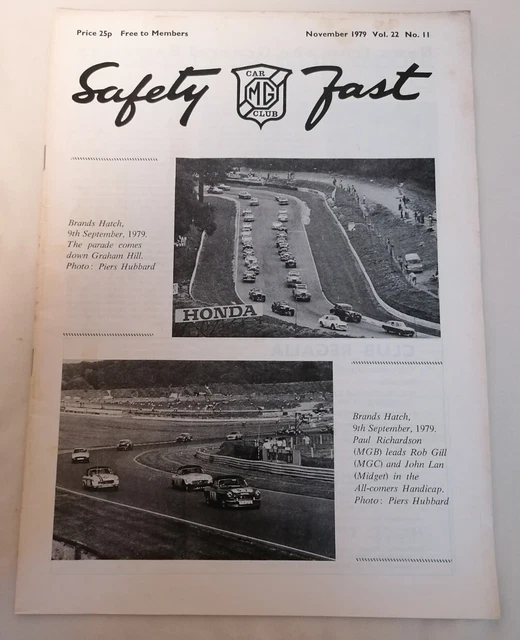 Price 25p Free to Members
November 1979 Vol. 22 No. 11
Safety Fast
CAR
MG
CLUB
Brands Hatch,
9th September, 1979.
The parade comes
down Graham Hill.
Photo: Piers Hubbard
HONDA
CLUB REGALIA
Brands Hatch,
9th September, 1979.
Paul Richardson
(MGB) leads Rob Gill
(MGC) and John Lan
(Midget) in the
All-comers Handicap.
Photo: Piers Hubbard